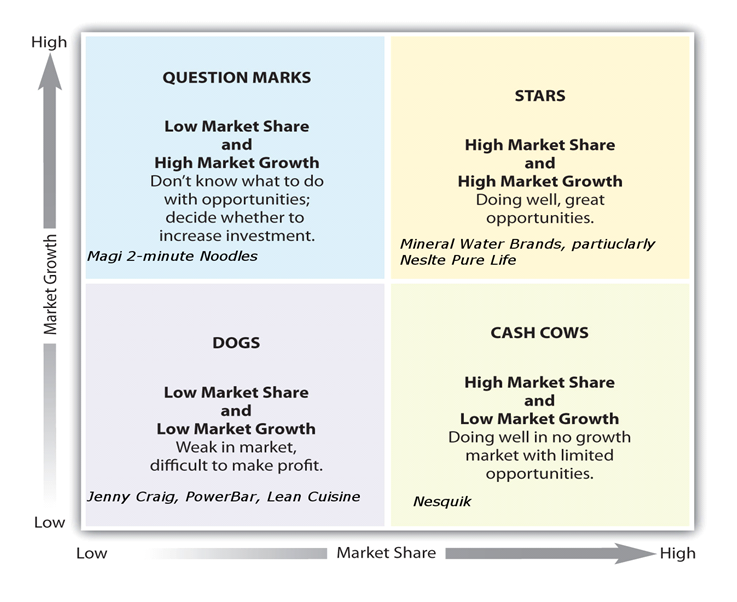 High
QUESTION MARKS
Low Market Share
and
High Market Growth
Don't know what to do
with opportunities;
decide whether to
increase investment.
Magi 2-minute Noodles
STARS
High Market Share
and
High Market Growth
Doing well, great
opportunities.
Mineral Water Brands, partiuclarly
Neslte Pure Life
Market Growth
DOGS
Low Market Share
and
Low Market Growth
Weak in market,
difficult to make profit.
Jenny Craig, PowerBar, Lean Cuisine
CASH COWS
High Market Share
and
Low Market Growth
Doing well in no growth
market with limited
opportunities.
Nesquik
Low
Low
Market Share
High